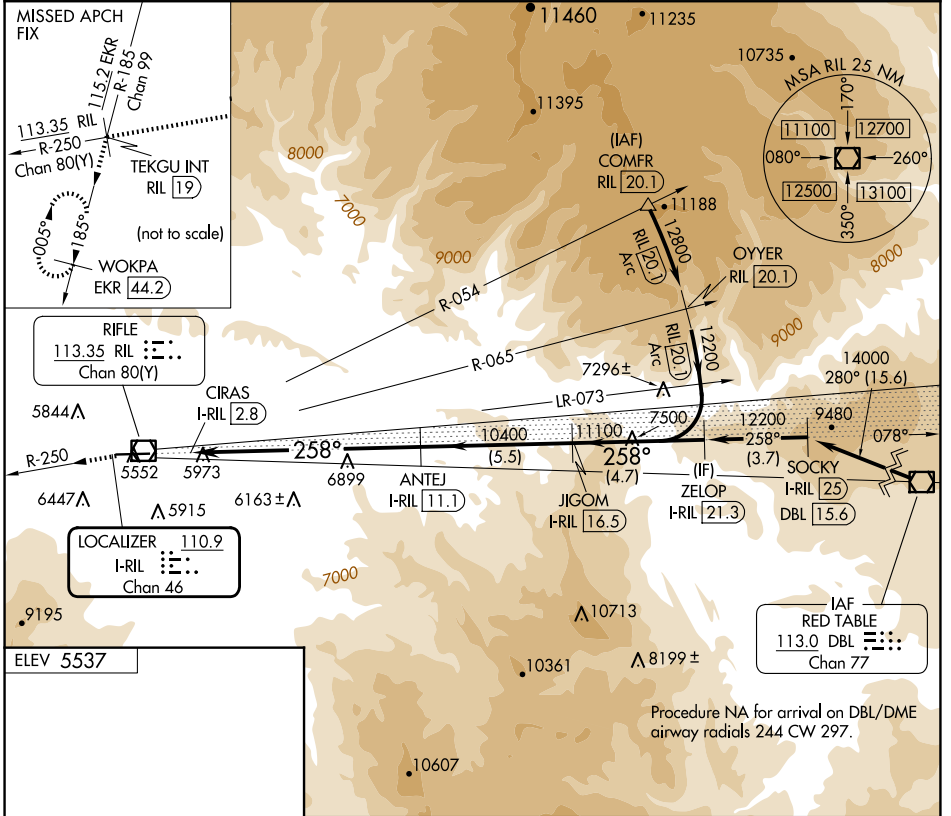 MISSED APCH
FIX
115.2 EKR
R-185
Chan 99
113.35 RIL
R-250
Chan 80(Y)
TEKGU INT
RIL 19
005°
185°
(not to scale)
WOKPA
EKR 44.2
11460
11235
10735
11395
MSA RIL 25 NM
170°
11100
12700
080°
260°
12500
13100
350°
8000
7000
9000
(IAF)
COMFR
RIL 20.1
11188
12800
RIL 20.1
Arc
OYYER
RIL 20.1
8000
9000
R-054
R-065
12200
RIL 20.1
Arc
RIFLE
113.35 RIL
Chan 80(Y)
7296±
LR-073
14000
280° (15.6)
5844
CIRAS
I-RIL 2.8
7500
12200
9480
R-250
5552
5973
258°
10400
(5.5)
11100
258°
(4.7)
258°
(3.7)
078°
6899
6447
5915
6163±
ANTEJ
I-RIL 11.1
JIGOM
I-RIL 16.5
(IF)
ZELOP
I-RIL 21.3
SOCKY
I-RIL 25
DBL 15.6
LOCALIZER 110.9
I-RIL
Chan 46
7000
9195
10713
IAF
RED TABLE
113.0 DBL
Chan 77
ELEV 5537
10361
8199±
Procedure NA for arrival on DBL/DME
airway radials 244 CW 297.
10607